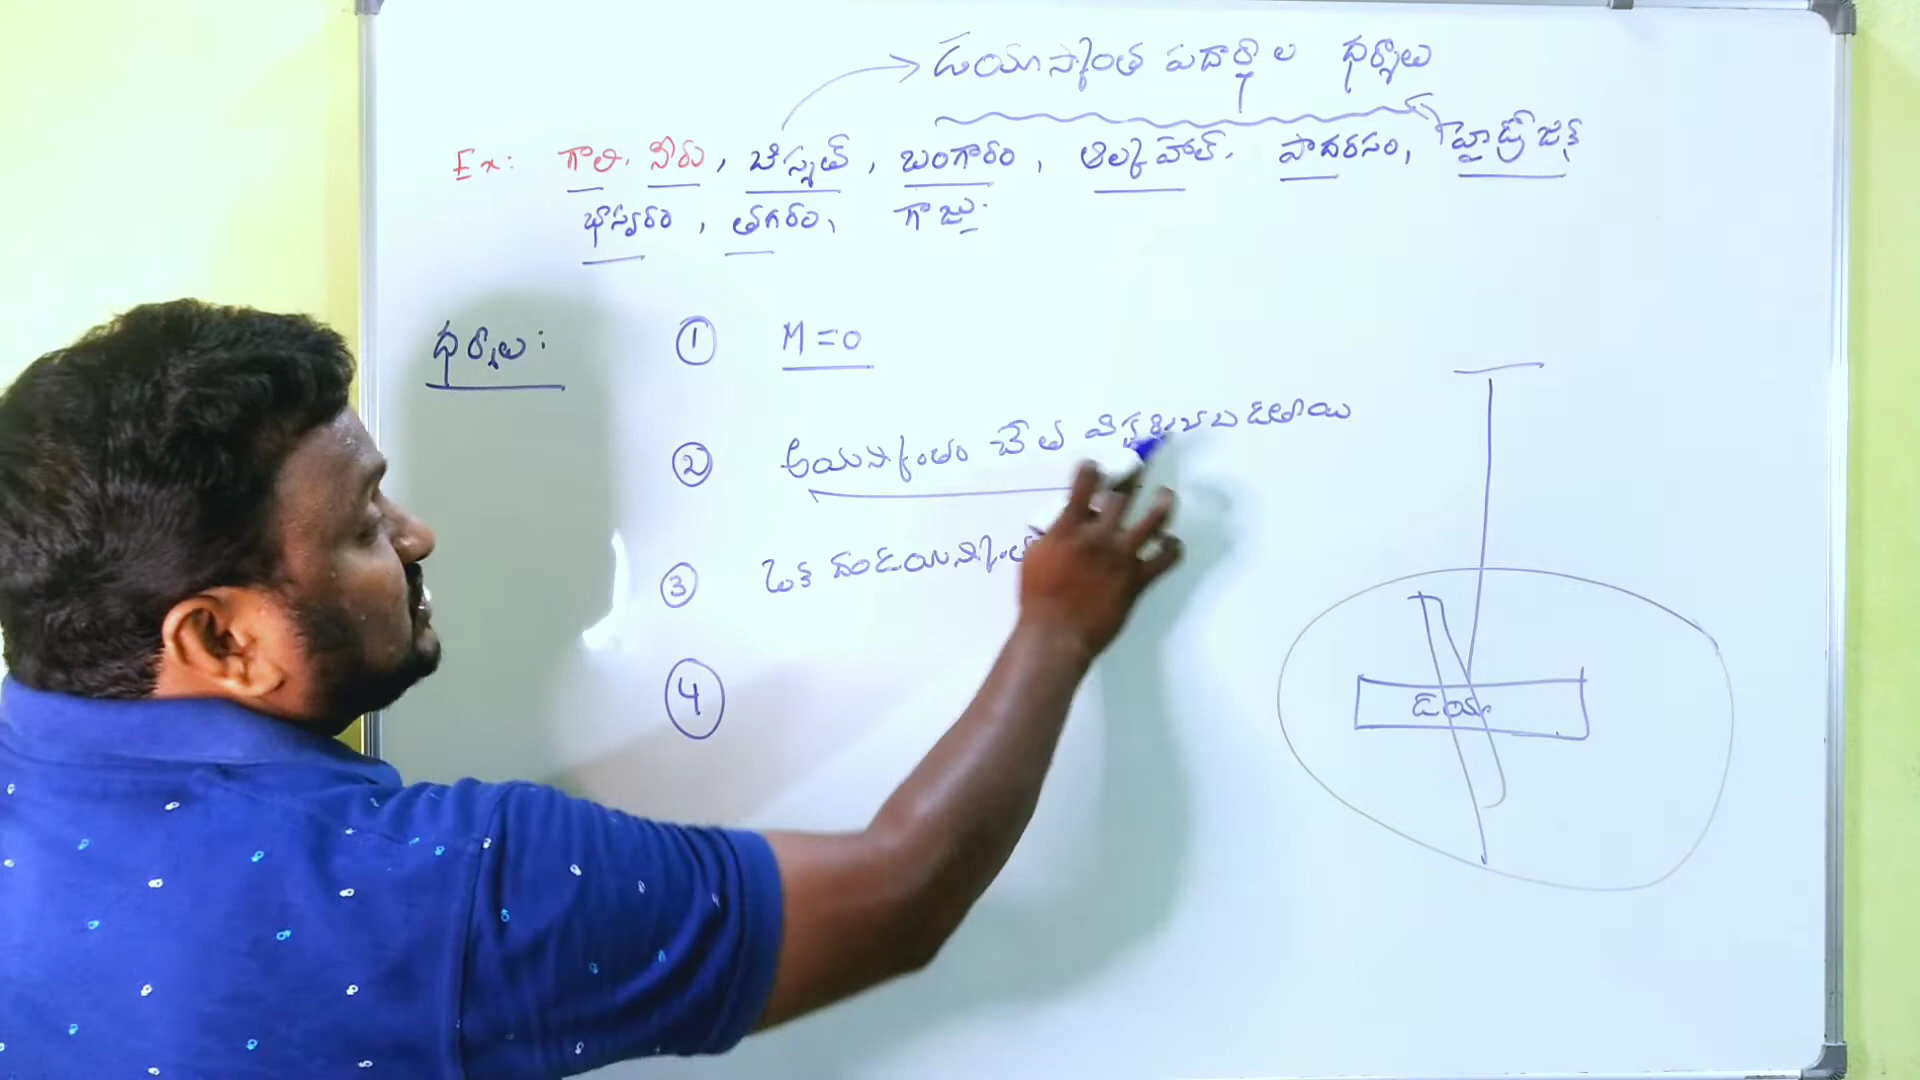 డయాస్కాంత పదార్థాల ధర్మాలు
Ex: గాలి. నీరు, బిస్మత్, బంగారం, ఆల్కహాల్. పాదరసం, హైడ్రోజన్
భాస్వరం, తగరం, గాజు.
ధర్మాలు:
① M=0
② అయస్కాంతం చేత వికర్షించబడతాయి
③ ఒక దండయస్కాంత
④
డయా